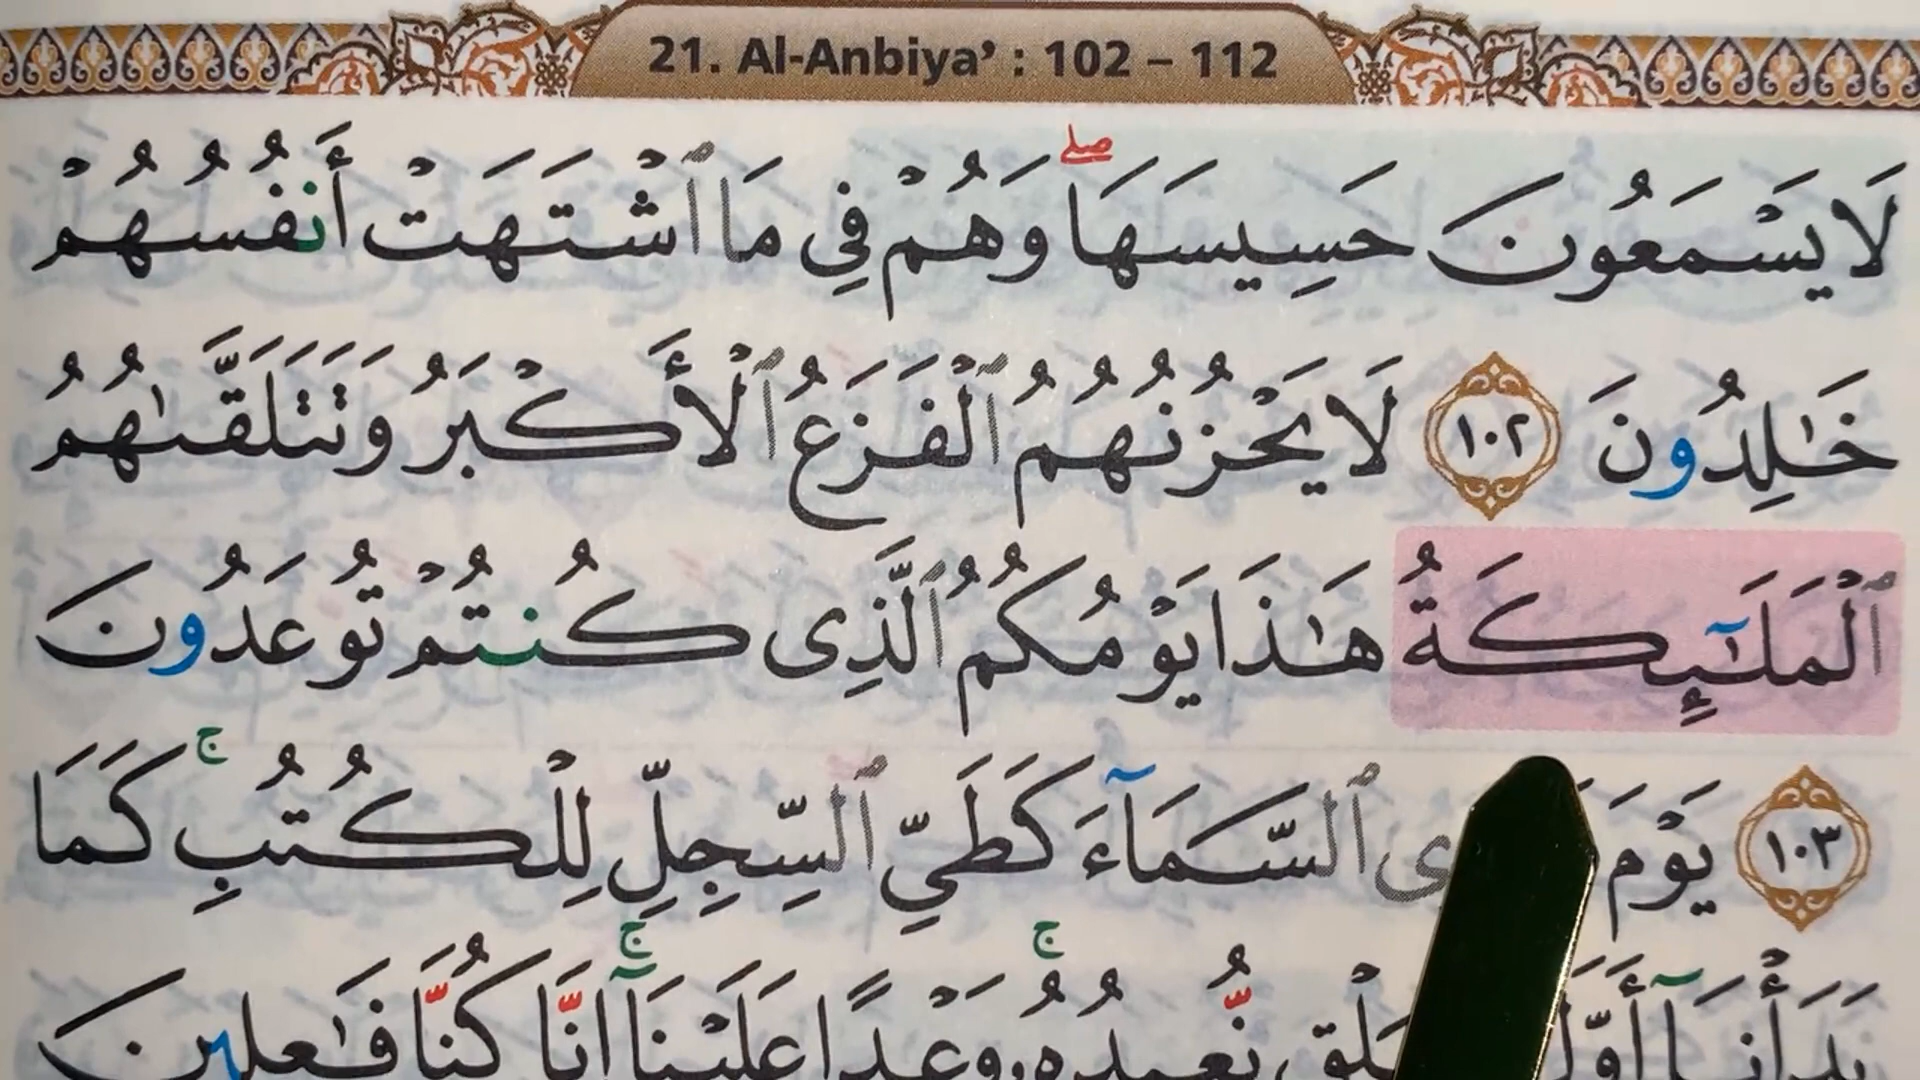 21. Al-Anbiya’ : 102 – 112
لَا يَسْمَعُونَ حَسِيسَهَا ۖ وَهُمْ فِي مَا ٱشْتَهَتْ أَنفُسُهُمْ
خَٰلِدُونَ ١٠٢ لَا يَحْزُنُهُمُ ٱلْفَزَعُ ٱلْأَكْبَرُ وَتَتَلَقَّىٰهُمُ
ٱلْمَلَٰٓئِكَةُ هَٰذَا يَوْمُكُمُ ٱلَّذِى كُنتُمْ تُوعَدُونَ
١٠٣ يَوْمَ ٱلسَّمَآءَ كَطَىِّ ٱلسِّجِلِّ لِلْكُتُبِ ۚ كَمَا
بَدَأْنَآ أَوَّلَ نُّعِيدُهُۥ ۚ وَعْدًا عَلَيْنَآ ۚ إِنَّا كُنَّا فَٰعِلِينَ